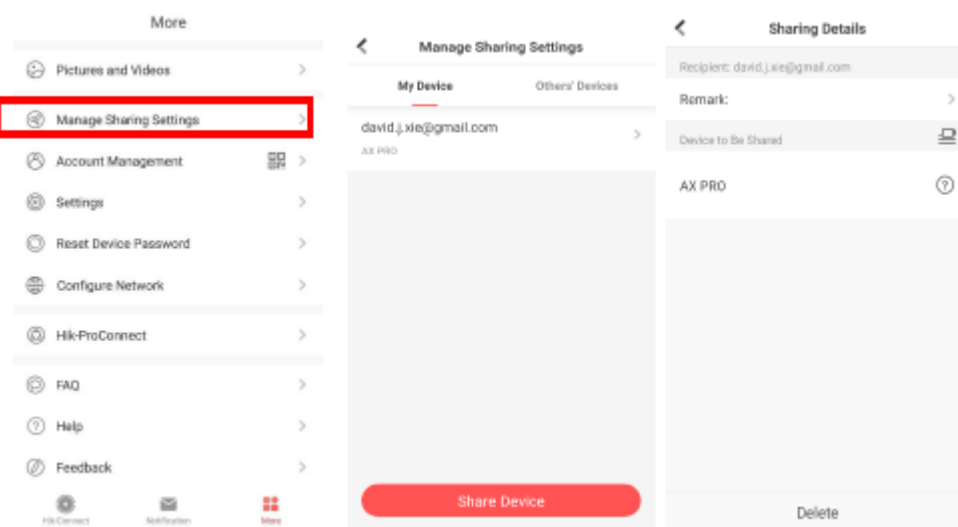 More
Pictures and Videos
Manage Sharing Settings
Account Management
Settings
Reset Device Password
Configure Network
Hik-ProConnect
FAQ
Help
Feedback
Hik-Connect
Notification
More
Manage Sharing Settings
My Device
Others' Devices
david.j.xie@gmail.com
AX PRO
Share Device
Sharing Details
Recipient: david.j.xie@gmail.com
Remark:
Device to Be Shared
AX PRO
Delete